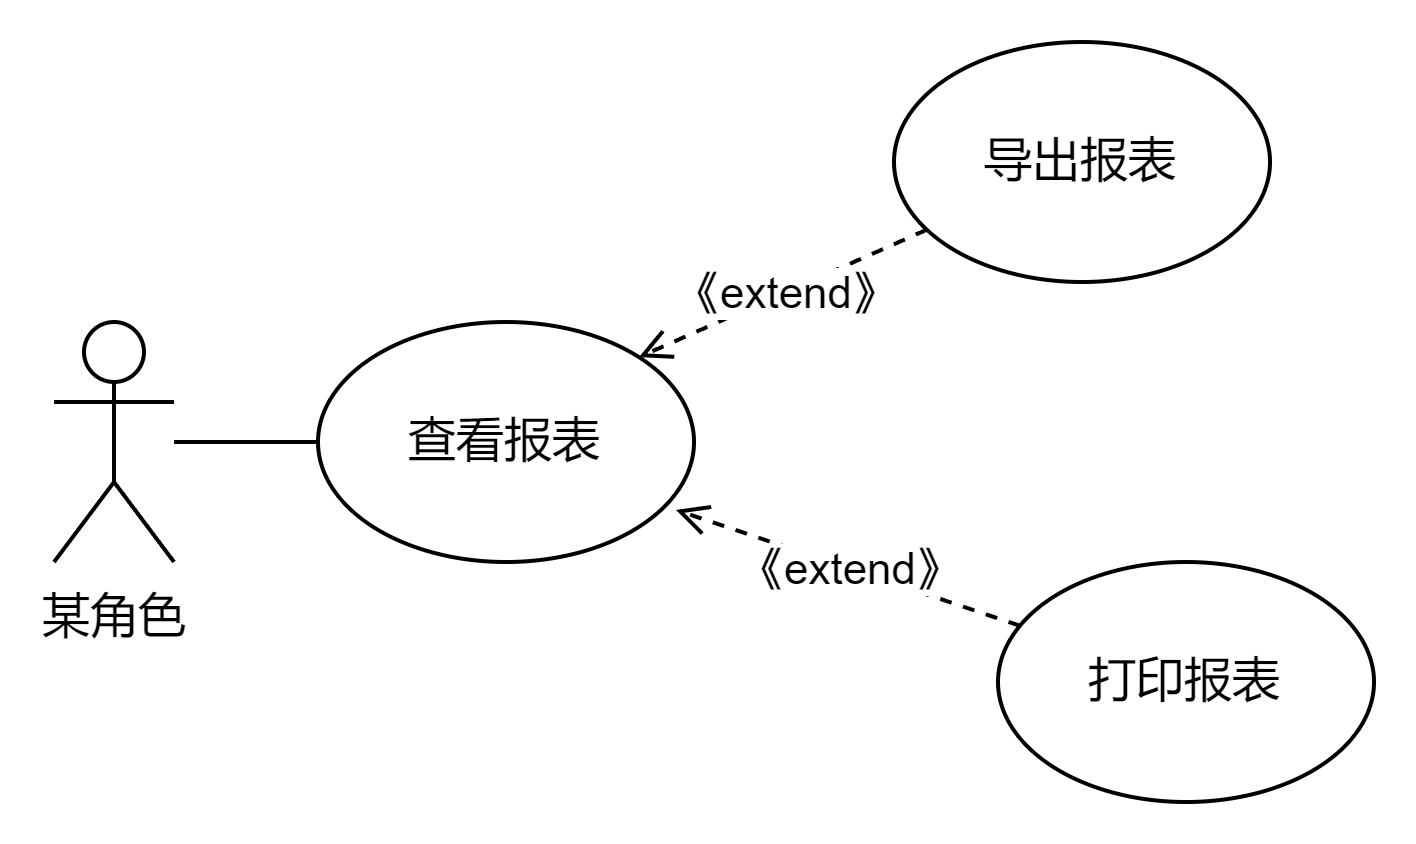 导出报表
《extend》
查看报表
《extend》
某角色
打印报表